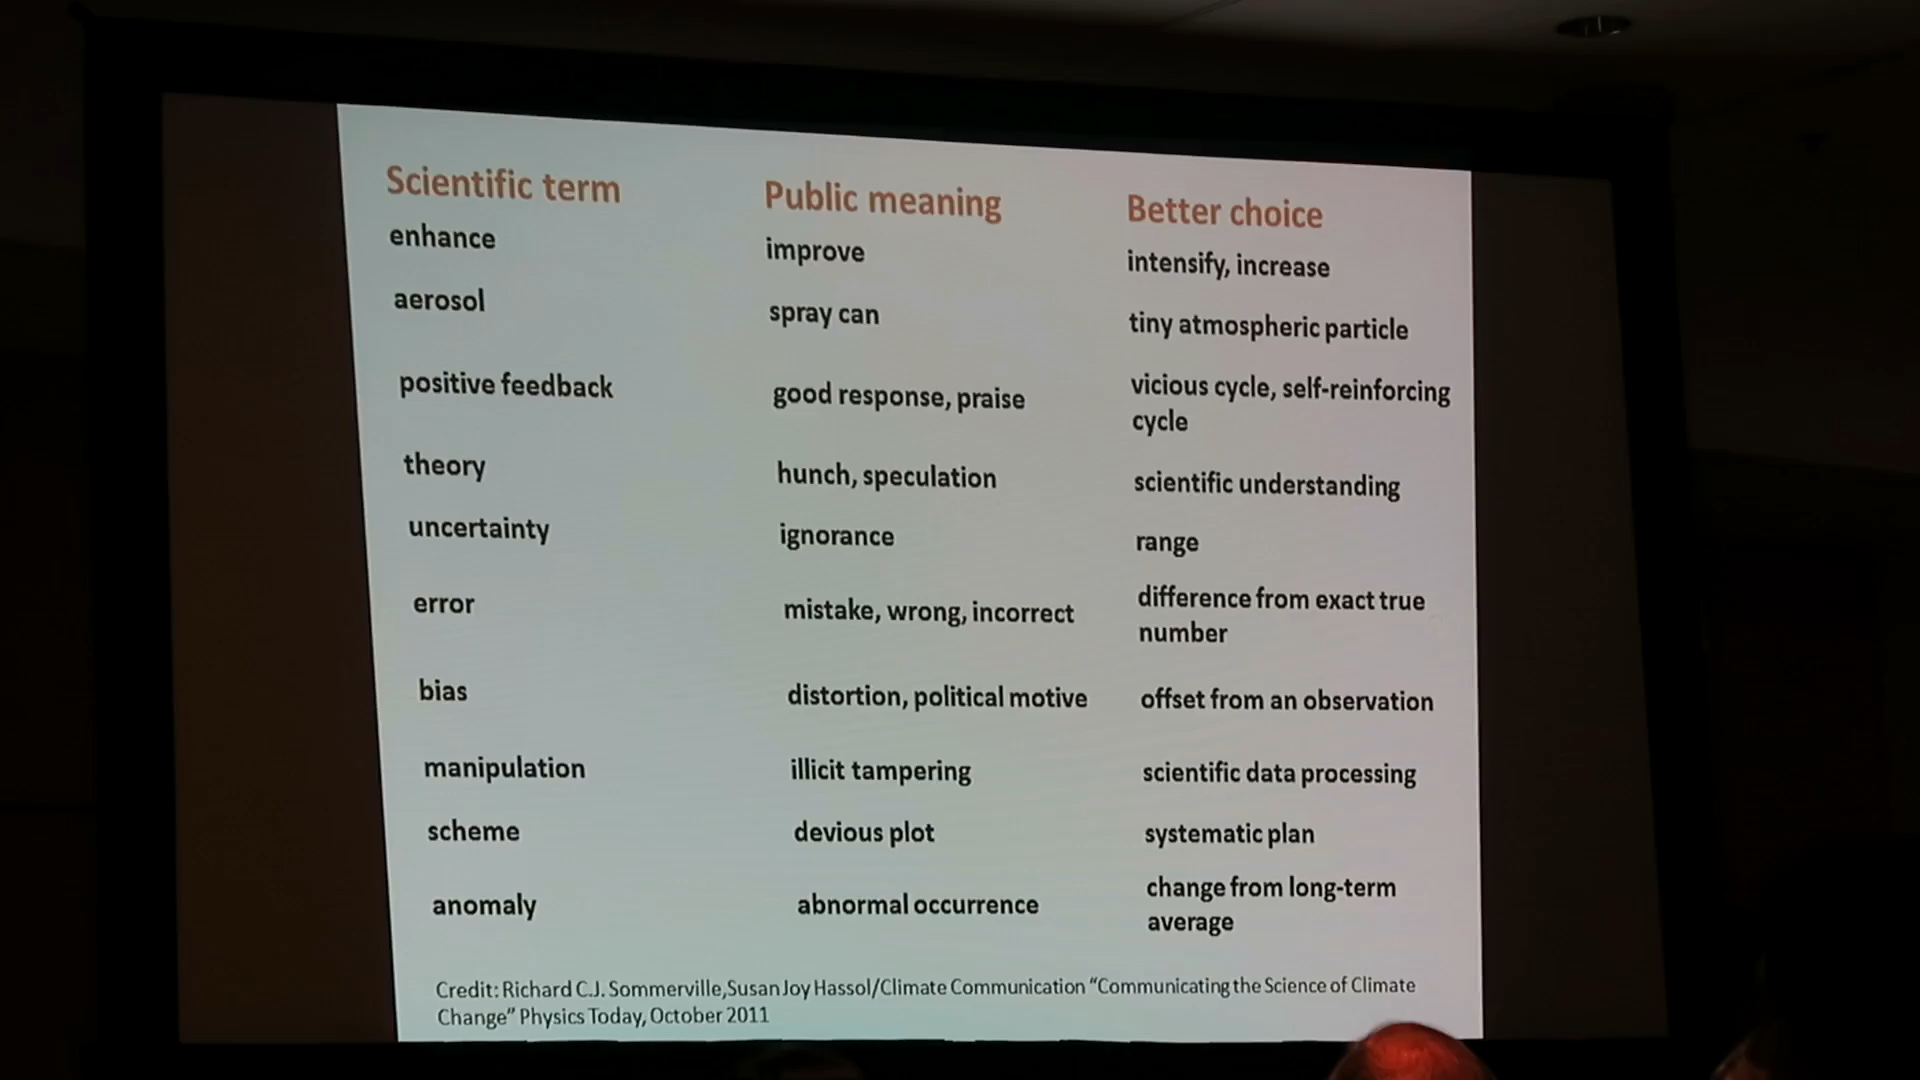 Scientific term Public meaning Better choice
enhance improve intensify, increase
aerosol spray can tiny atmospheric particle
positive feedback good response, praise vicious cycle, self-reinforcing
cycle
theory hunch, speculation scientific understanding
uncertainty ignorance range
error mistake, wrong, incorrect difference from exact true
number
bias distortion, political motive offset from an observation
manipulation illicit tampering scientific data processing
scheme devious plot systematic plan
anomaly abnormal occurrence change from long-term
average
Credit: Richard C.J. Sommerville,Susan Joy Hassol/Climate Communication “Communicating the Science of Climate
Change” Physics Today, October 2011